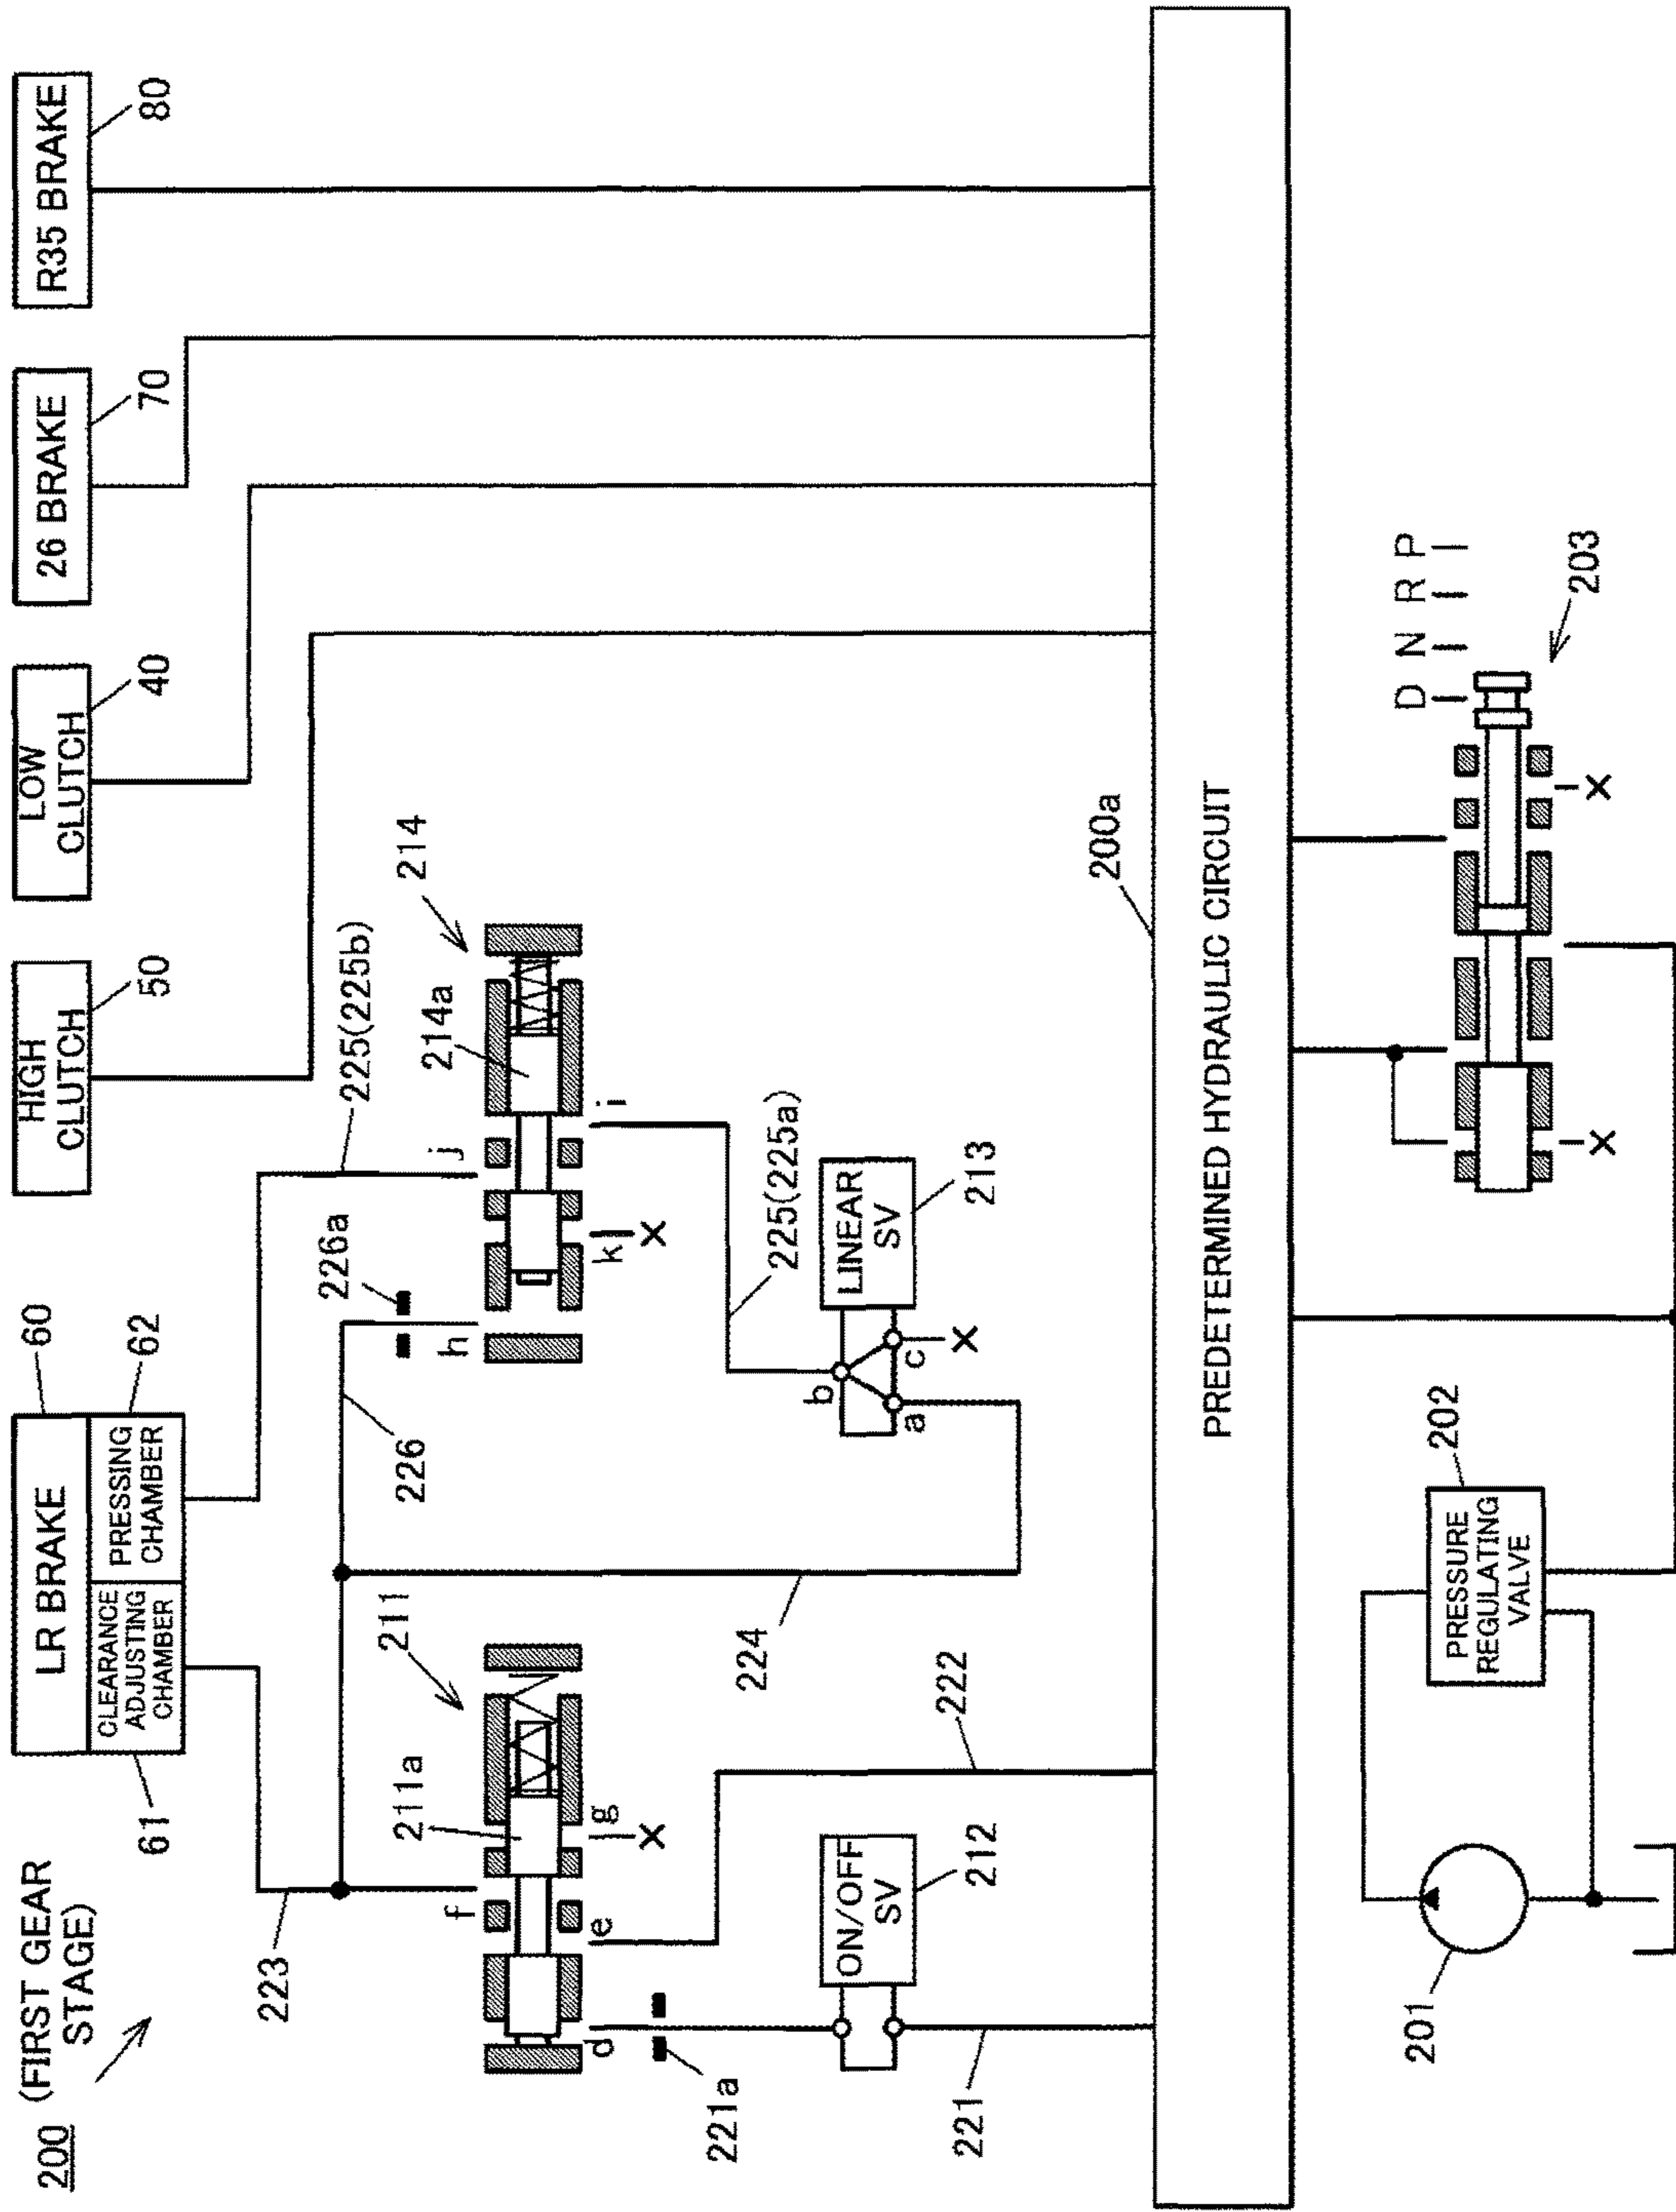 200 (FIRST GEAR
STAGE)
60
LR BRAKE
CLEARANCE
ADJUSTING
CHAMBER
PRESSING
CHAMBER
61
62
HIGH
CLUTCH
50
LOW
CLUTCH
40
26 BRAKE
70
R35 BRAKE
80
223
226
226a
225(225b)
211
211a
f
g
X
d
e
214
214a
h
j
k
X
i
221a
224
225(225a)
ON/OFF
SV
212
222
221
LINEAR
SV
213
b
a
c
X
200a
PREDETERMINED HYDRAULIC CIRCUIT
201
PRESSURE
REGULATING
VALVE
202
D N R P
203
X
X